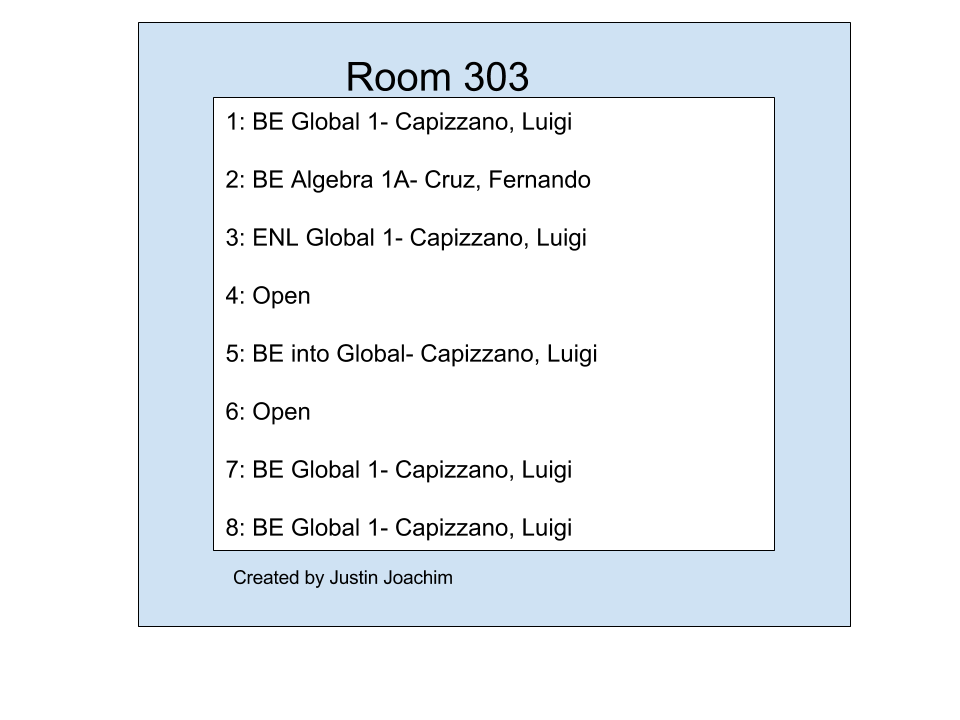 Room 303
1: BE Global 1- Capizzano, Luigi
2: BE Algebra 1A- Cruz, Fernando
3: ENL Global 1- Capizzano, Luigi
4: Open
5: BE into Global- Capizzano, Luigi
6: Open
7: BE Global 1- Capizzano, Luigi
8: BE Global 1- Capizzano, Luigi
Created by Justin Joachim